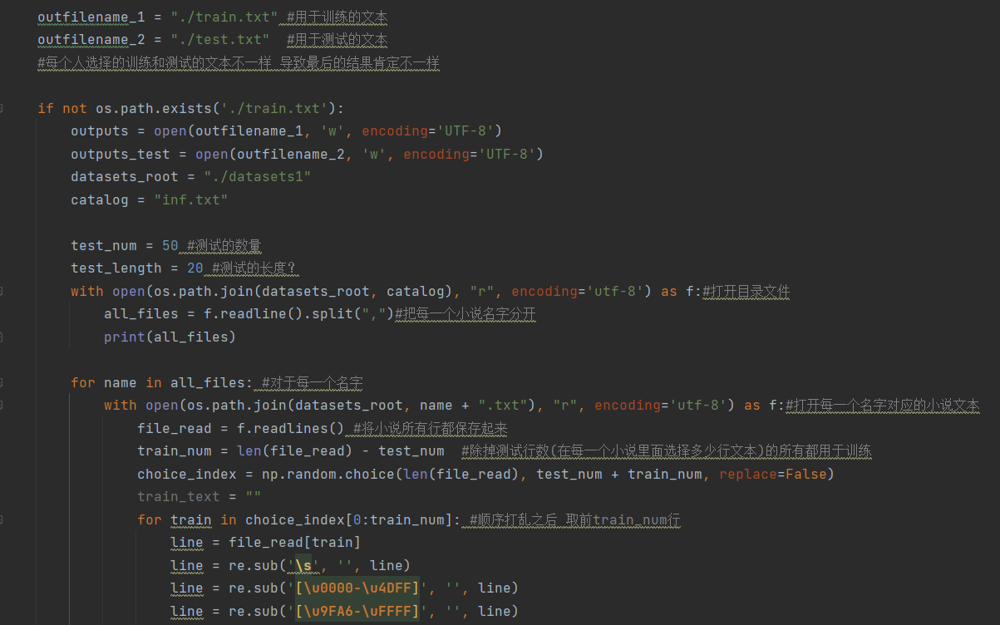 outfilename_1 = "./train.txt" #用于训练的文本
outfilename_2 = "./test.txt"  #用于测试的文本
#每个人选择的训练和测试的文本不一样 导致最后的结果肯定不一样
if not os.path.exists('./train.txt'):
outputs = open(outfilename_1, 'w', encoding='UTF-8')
outputs_test = open(outfilename_2, 'w', encoding='UTF-8')
datasets_root = "./datasets1"
catalog = "inf.txt"
test_num = 50 #测试的数量
test_length = 20 #测试的长度?
with open(os.path.join(datasets_root, catalog), "r", encoding='utf-8') as f:#打开目录文件
all_files = f.readline().split(",")#把每一个小说名字分开
print(all_files)
for name in all_files: #对于每一个名字
with open(os.path.join(datasets_root, name + ".txt"), "r", encoding='utf-8') as f:#打开每一个名字对应的小说文本
file_read = f.readlines() #将小说所有行都保存起来
train_num = len(file_read) - test_num  #除掉测试行数(在每一个小说里面选择多少行文本)的所有都用于训练
choice_index = np.random.choice(len(file_read), test_num + train_num, replace=False)
train_text = ""
for train in choice_index[0:train_num]: #顺序打乱之后 取前train_num行
line = file_read[train]
line = re.sub('\s', '', line)
line = re.sub('[\u0000-\u4DFF]', '', line)
line = re.sub('[\u9FA6-\uFFFF]', '', line)